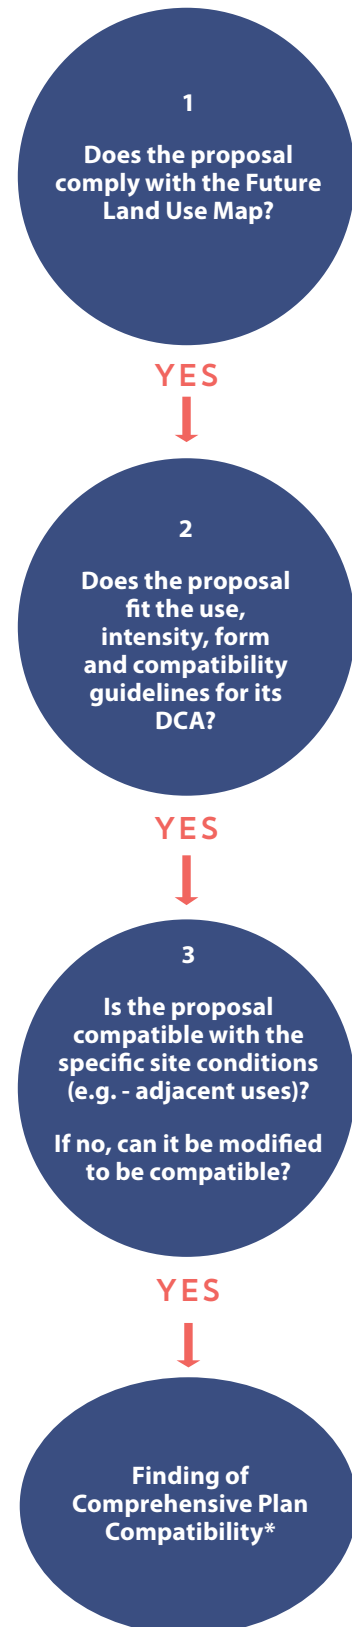 1
Does the proposal
comply with the Future
Land Use Map?
YES
2
Does the proposal
fit the use,
intensity, form
and compatibility
guidelines for its
DCA?
YES
3
Is the proposal
compatible with the
specific site conditions
(e.g. - adjacent uses)?
If no, can it be modified
to be compatible?
YES
Finding of
Comprehensive Plan
Compatibility*